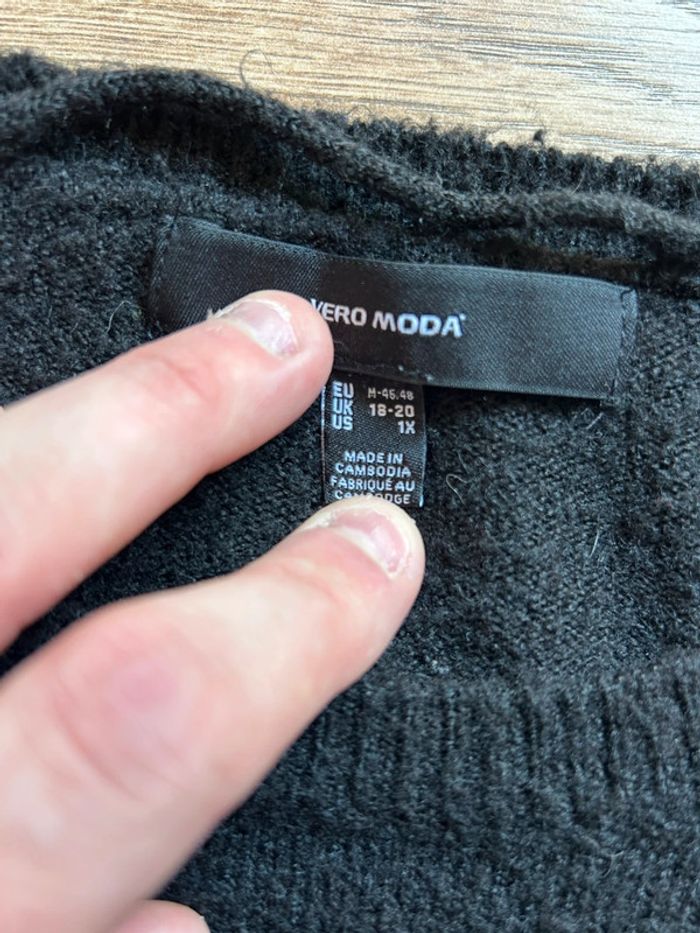 VERO MODA
EU M-46.48
UK 18-20
US 1X
MADE IN
CAMBODIA
FABRIQUÉ AU
CAMBODGE